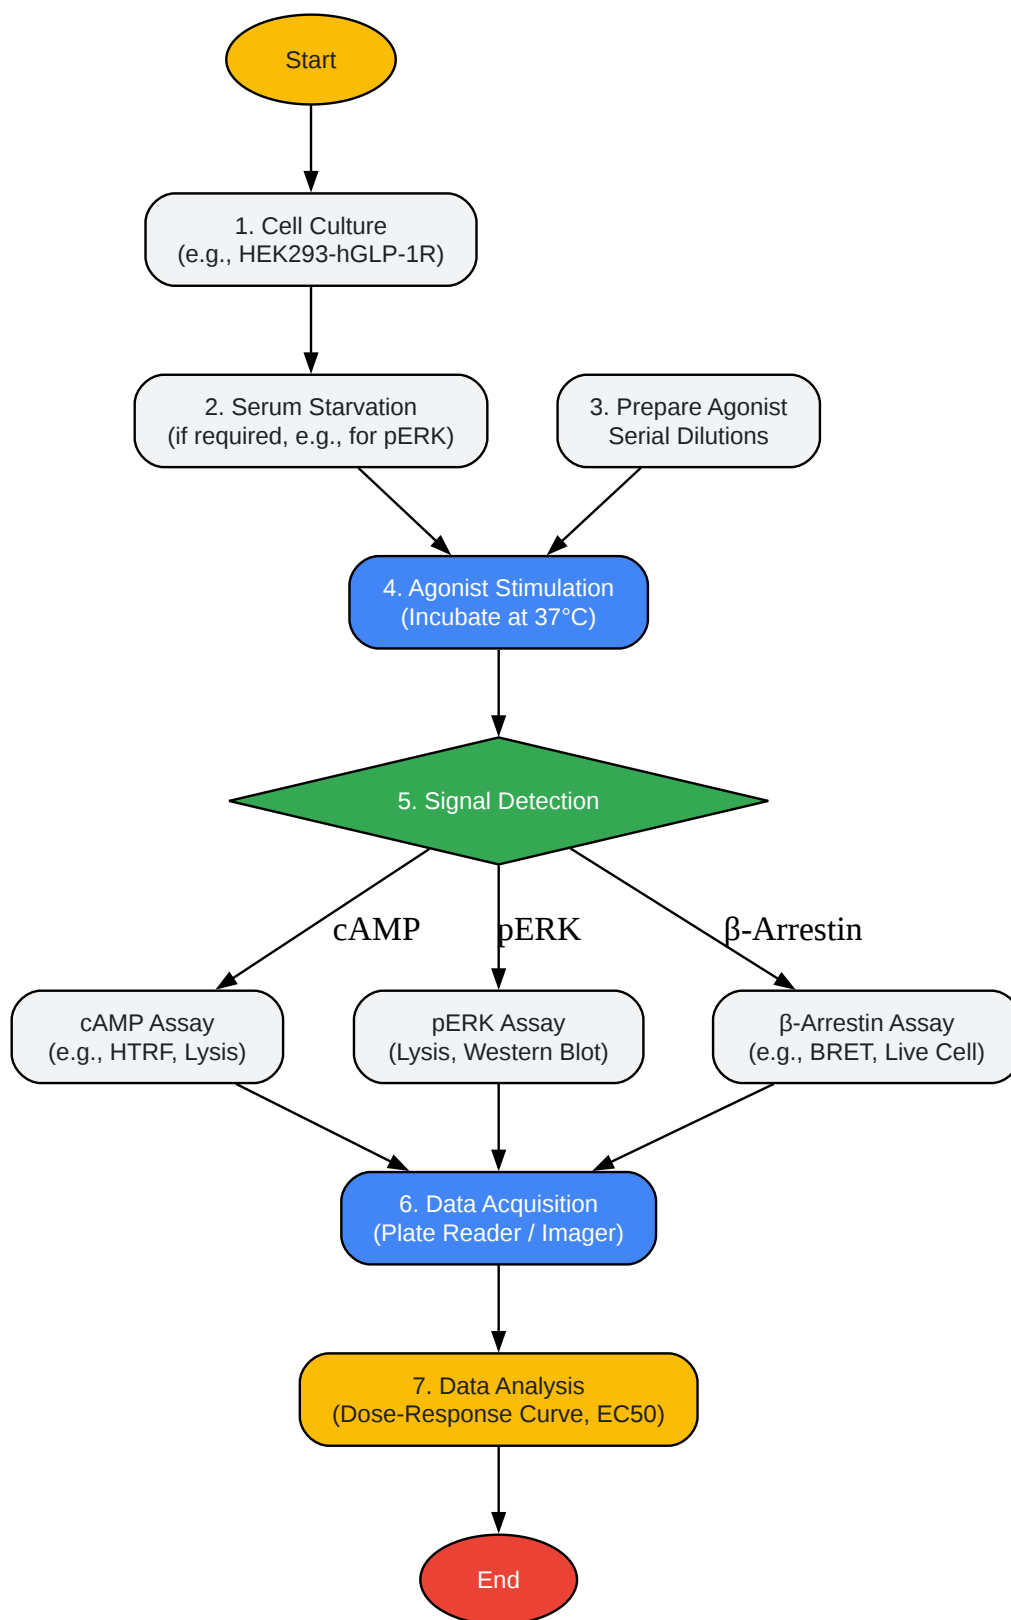 Start
1. Cell Culture
(e.g., HEK293-hGLP-1R)
2. Serum Starvation
(if required, e.g., for pERK)
3. Prepare Agonist
Serial Dilutions
4. Agonist Stimulation
(Incubate at 37°C)
5. Signal Detection
cAMP
pERK
β-Arrestin
cAMP Assay
(e.g., HTRF, Lysis)
pERK Assay
(Lysis, Western Blot)
β-Arrestin Assay
(e.g., BRET, Live Cell)
6. Data Acquisition
(Plate Reader / Imager)
7. Data Analysis
(Dose-Response Curve, EC50)
End